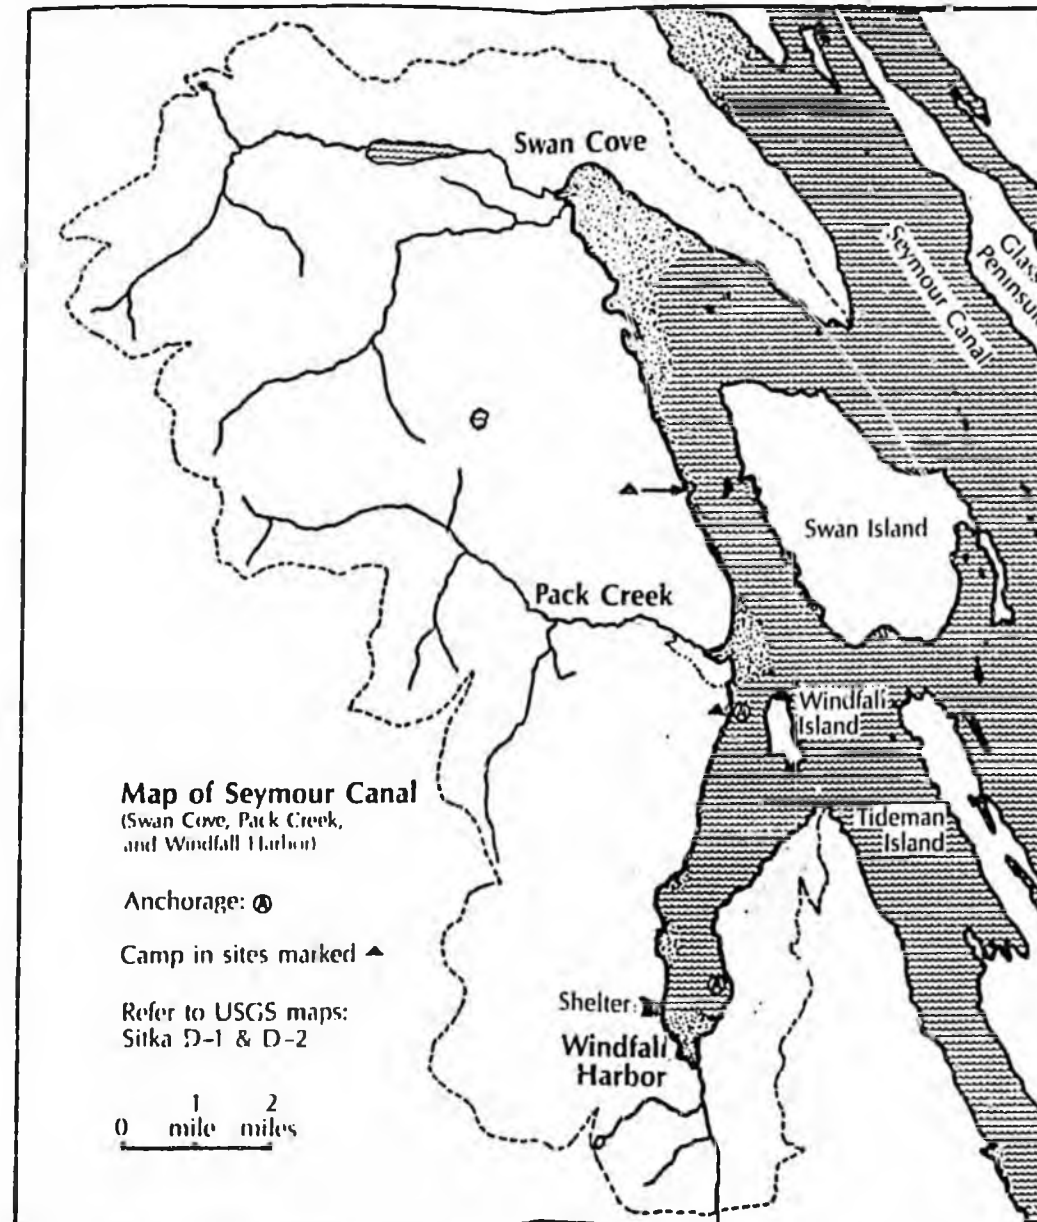 Swan Cove
Seymour Canal
Glass
Peninsul
Swan Island
Pack Creek
Windfall
Island
Map of Seymour Canal
(Swan Cove, Pack Creek,
and Windfall Harbor)
Tideman
Island
Anchorage: Ⓐ
Camp in sites marked ▲
Refer to USGS maps:
Sitka D-1 & D-2
Shelter:
Windfall
Harbor
0 1 mile 2 miles